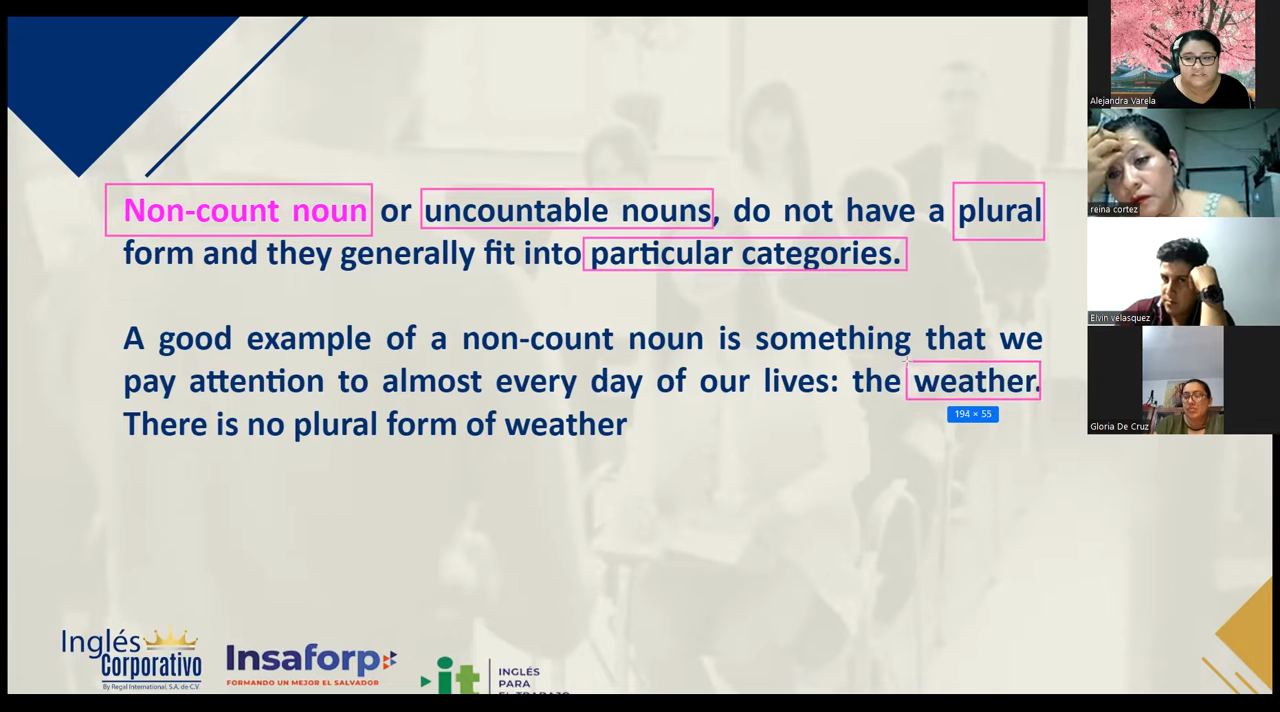 Non-count noun or uncountable nouns, do not have a plural
form and they generally fit into particular categories.
A good example of a non-count noun is something that we
pay attention to almost every day of our lives: the weather.
There is no plural form of weather
194 × 55
Alejandra Varela
reina cortez
Elvin velasquez
Gloria De Cruz
Inglés
Corporativo
By Regal International, S.A. de C.V.
Insaforp
FORMANDO UN MEJOR EL SALVADOR
it
INGLÉS
PARA
EL TRABAJO